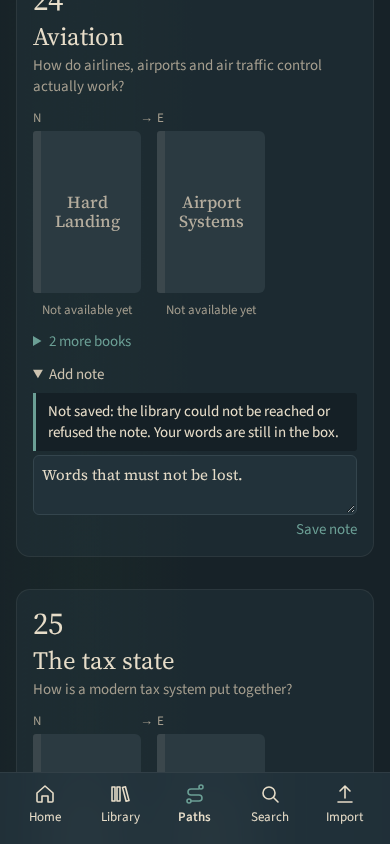 24
Aviation
How do airlines, airports and air traffic control
actually work?
N → E
Hard
Landing
Airport
Systems
Not available yet
Not available yet
▶ 2 more books
▼ Add note
Not saved: the library could not be reached or
refused the note. Your words are still in the box.
Words that must not be lost.
Save note
25
The tax state
How is a modern tax system put together?
N → E
Home
Library
Paths
Search
Import